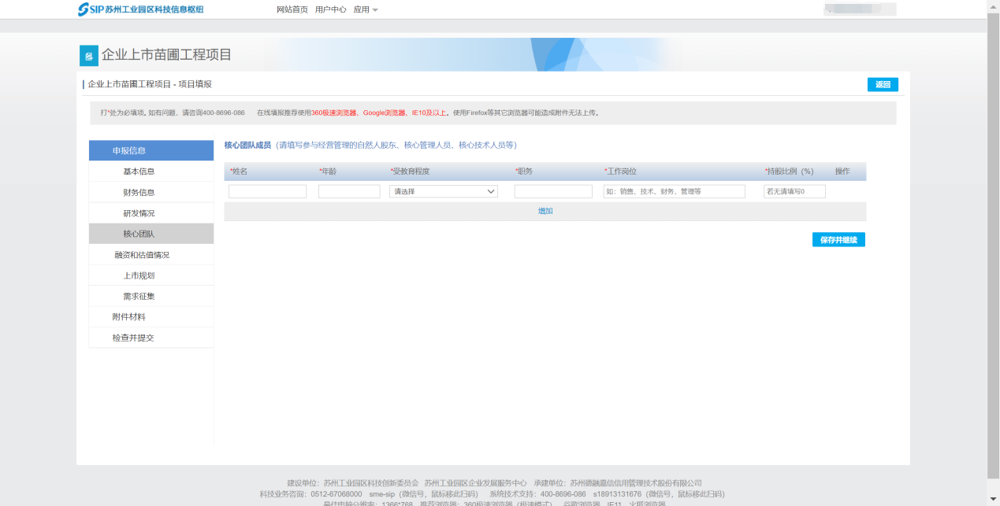 SIP苏州工业园区科技信息枢纽 网站首页 用户中心 应用
企业上市苗圃工程项目
企业上市苗圃工程项目 - 项目填报 返回
打*处为必填项。如有问题，请咨询400-8696-086 在线填报推荐使用360极速浏览器、Google浏览器、IE10及以上。使用Firefox等其它浏览器可能造成附件无法上传。
申报信息
基本信息
财务信息
研发情况
核心团队
融资和估值情况
上市规划
需求征集
附件材料
检查并提交
核心团队成员（请填写参与经营管理的自然人股东、核心管理人员、核心技术人员等）
*姓名 *年龄 *受教育程度 *职务 *工作岗位 *持股比例（%） 操作
请选择 如：销售、技术、财务、管理等 若无请填写0
增加
保存并继续
建设单位：苏州工业园区科技创新委员会 苏州工业园区企业发展服务中心 承建单位：苏州德融嘉信信用管理技术股份有限公司
科技业务咨询：0512-67068000 sme-sip（微信号，鼠标移此扫码） 系统技术支持：400-8696-086 s18913131676（微信号，鼠标移此扫码）
最佳电脑分辨率：1366*768 推荐浏览器：360极速浏览器（极速模式）、谷歌浏览器、IE11、火狐浏览器